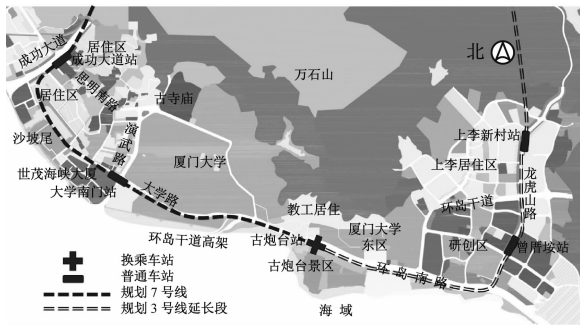 成功大道
居住区
成功大道站
居住区
思明南路
古寺庙
万石山
北
沙坡尾
演武路
厦门大学
世茂海峡大厦
大学南门站
大学路
上李新村站
上李居住区
龙虎山路
教工居住
环岛干道
厦门大学
东区
研创区
曾厝垵站
环岛干道高架
古炮台站
古炮台景区
环岛南路
海域
换乘车站
普通车站
规划7号线
规划3号线延长段